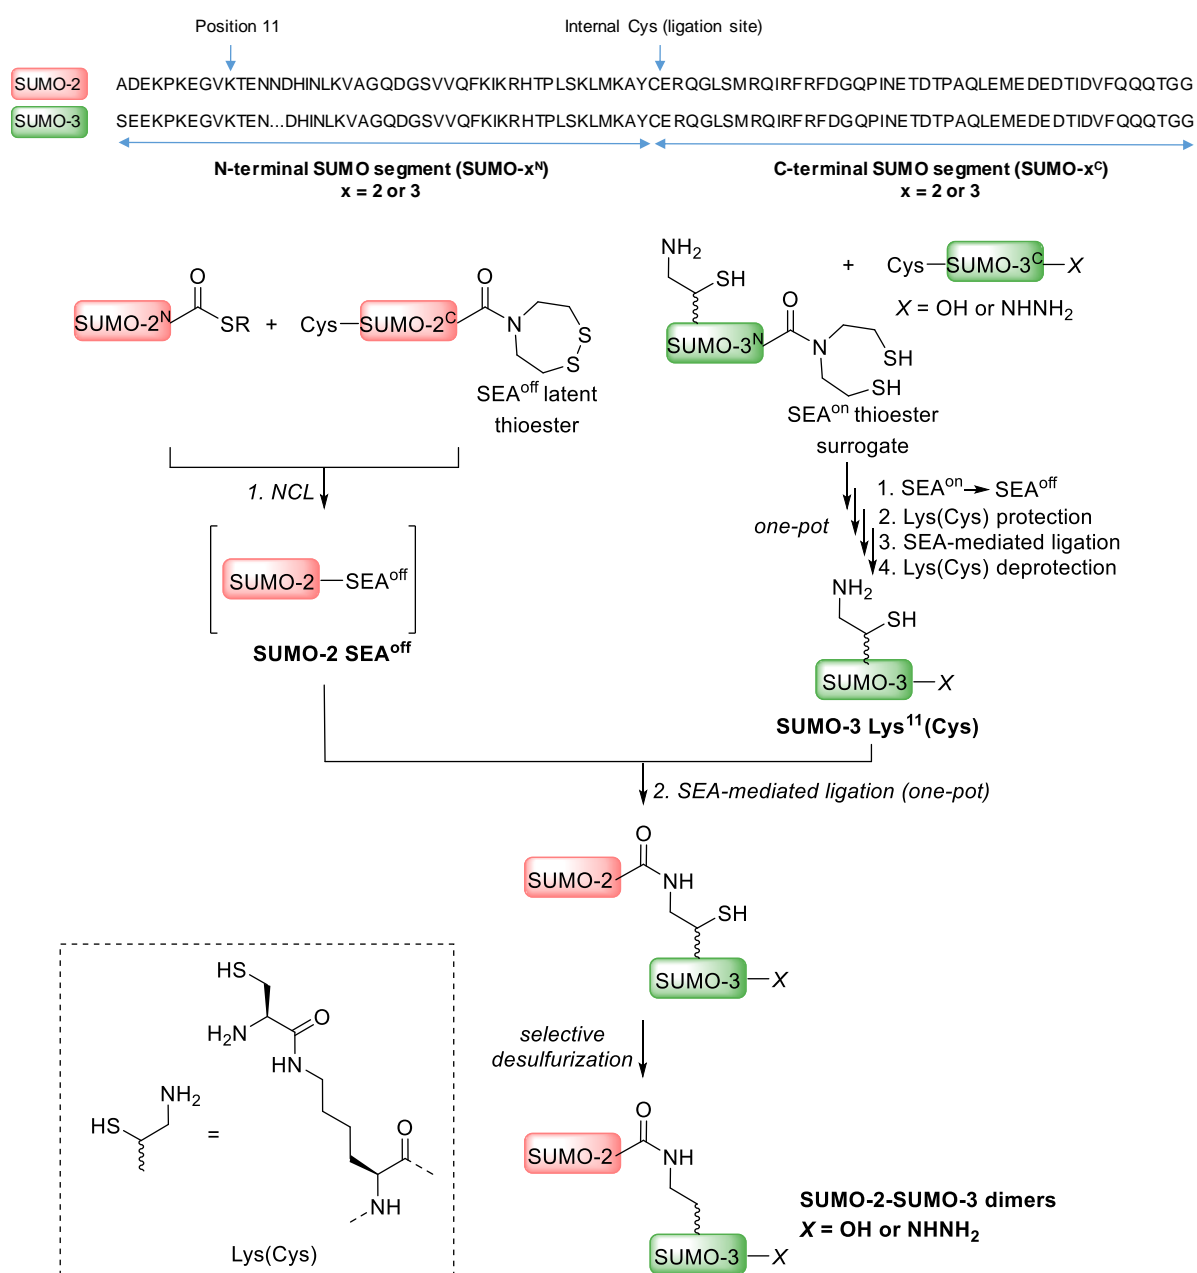 Position 11
Internal Cys (ligation site)
SUMO-2 ADEKPKEGVKTENNDHINLKVAGQDGSVVQFKIKRHTPLSKLMKAYCERQGLSMRQIRFRFDGQPINETDTPAQLEMEDEDTIDVFQQQTGG
SUMO-3 SEEKPKEGVKTEN...DHINLKVAGQDGSVVQFKIKRHTPLSKLMKAYCERQGLSMRQIRFRFDGQPINETDTPAQLEMEDEDTIDVFQQQTGG
N-terminal SUMO segment (SUMO-xᴺ)
x = 2 or 3
C-terminal SUMO segment (SUMO-xᶜ)
x = 2 or 3
O
SUMO-2ᴺ
SR
+
Cys
SUMO-2ᶜ
O
N
S
S
SEAᵒᶠᶠ latent
thioester
NH₂
SH
SUMO-3ᴺ
O
N
SH
SH
SEAᵒⁿ thioester
surrogate
+
Cys
SUMO-3ᶜ
X
X = OH or NHNH₂
1. NCL
SUMO-2
SEAᵒᶠᶠ
SUMO-2 SEAᵒᶠᶠ
one-pot
1. SEAᵒⁿ → SEAᵒᶠᶠ
2. Lys(Cys) protection
3. SEA-mediated ligation
4. Lys(Cys) deprotection
NH₂
SH
SUMO-3
X
SUMO-3 Lys¹¹(Cys)
2. SEA-mediated ligation (one-pot)
O
SUMO-2
NH
SH
SUMO-3
X
selective
desulfurization
O
SUMO-2
NH
SUMO-3
X
SUMO-2-SUMO-3 dimers
X = OH or NHNH₂
HS
H₂N
O
HN
NH₂
HS
=
O
NH
Lys(Cys)